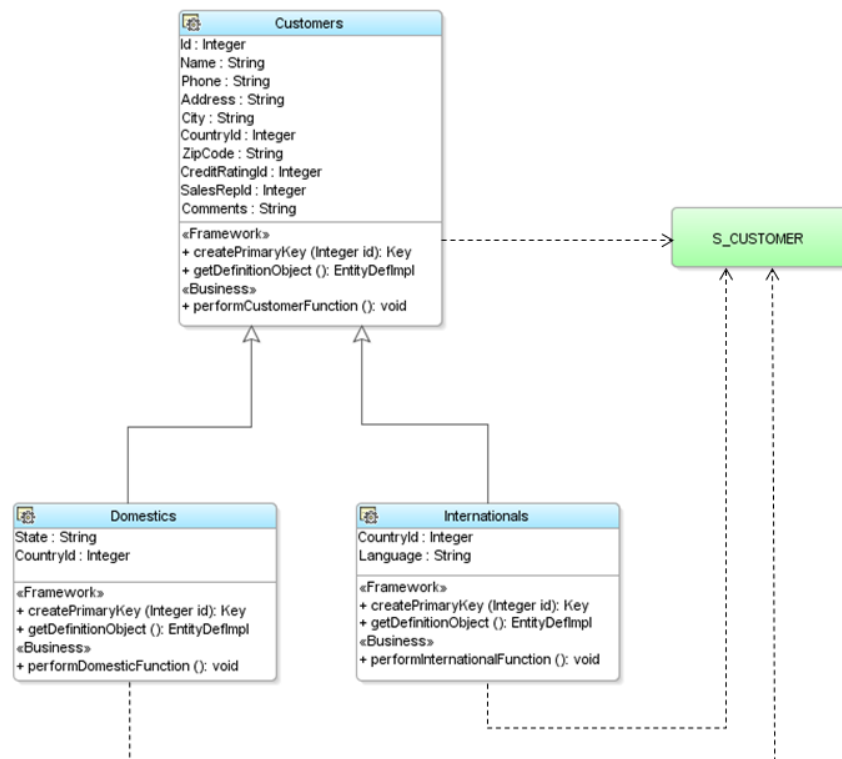 Customers
Id : Integer
Name : String
Phone : String
Address : String
City : String
CountryId : Integer
ZipCode : String
CreditRatingId : Integer
SalesRepId : Integer
Comments : String
«Framework»
+ createPrimaryKey (Integer id): Key
+ getDefinitionObject (): EntityDefImpl
«Business»
+ performCustomerFunction (): void
S_CUSTOMER
Domestics
State : String
CountryId : Integer
«Framework»
+ createPrimaryKey (Integer id): Key
+ getDefinitionObject (): EntityDefImpl
«Business»
+ performDomesticFunction (): void
Internationals
CountryId : Integer
Language : String
«Framework»
+ createPrimaryKey (Integer id): Key
+ getDefinitionObject (): EntityDefImpl
«Business»
+ performInternationalFunction (): void